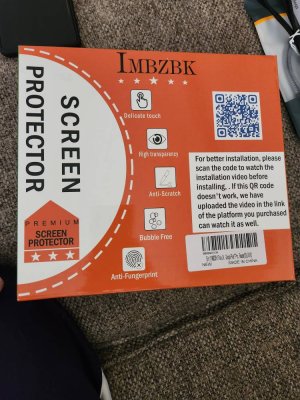 IMBZBK
SCREEN
PROTECTOR
Delicate touch
High transparency
Anti-Scratch
Bubble Free
Anti-Fungerprint
PREMIUM
SCREEN
PROTECTOR
For better installation, please
scan the code to watch the
installation video before
installing, . If this QR code
doesn't work, we have
uploaded the video in the link
of the platform you purchased
can watch it as well.
NEW
MADE IN CHINA